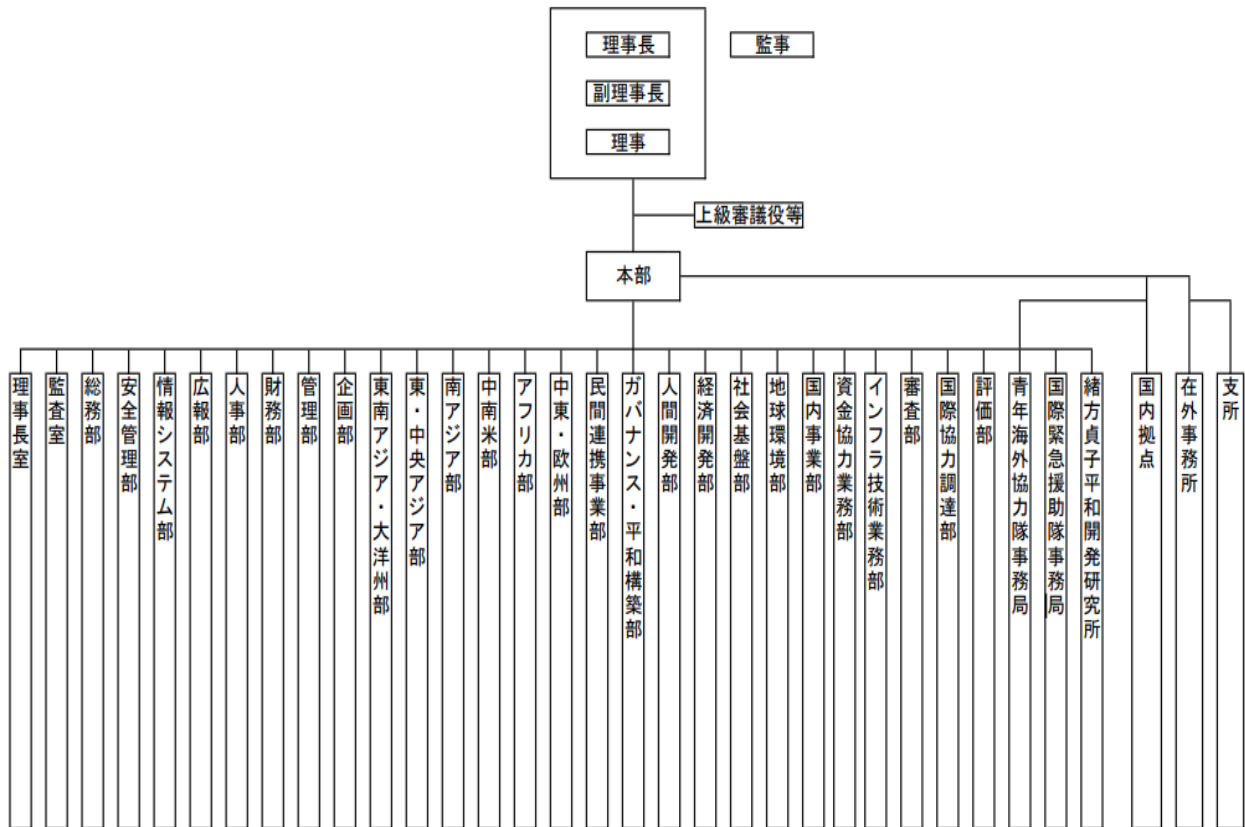 理事長
監事
副理事長
理事
上級審議役等
本部
理事長室
監査室
総務部
安全管理部
情報システム部
広報部
人事部
財務部
管理部
企画部
東南アジア・大洋州部
東・中央アジア部
南アジア部
中南米部
アフリカ部
中東・欧州部
民間連携事業部
ガバナンス・平和構築部
人間開発部
経済開発部
社会基盤部
地球環境部
国内事業部
資金協力業務部
インフラ技術業務部
審査部
国際協力調達部
評価部
青年海外協力隊事務局
国際緊急援助隊事務局
緒方貞子平和開発研究所
国内拠点
在外事務所
支所